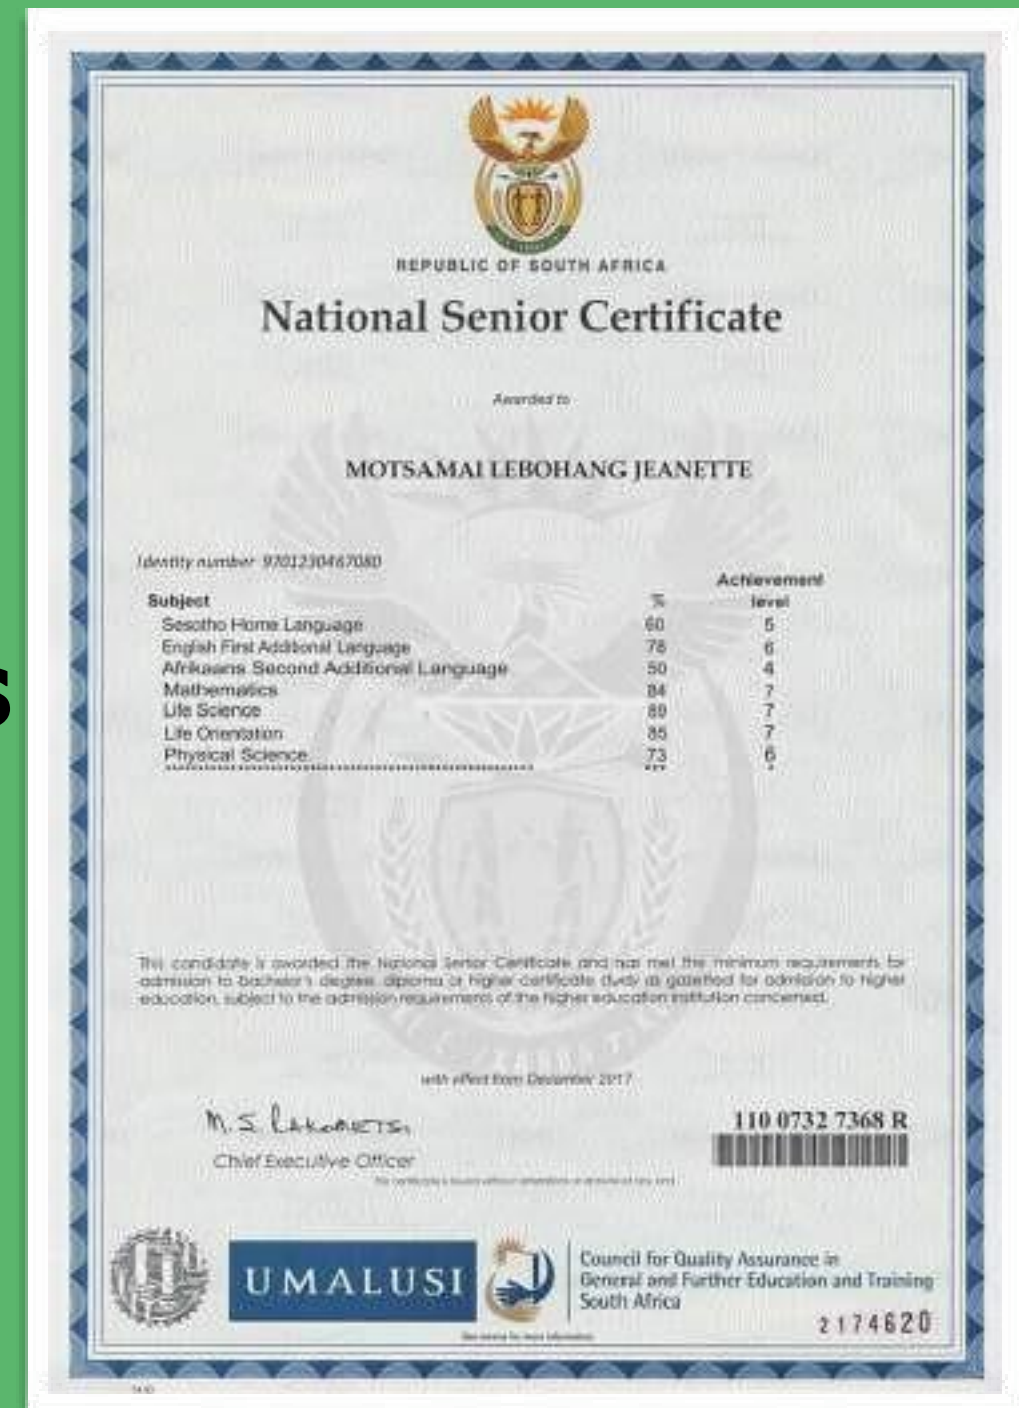 REPUBLIC OF SOUTH AFRICA
National Senior Certificate
Awarded to
MOTSAMAI LEBOHANG JEANETTE
Identity number 9701230467080
Achievement
Subject % level
Sesotho Home Language 60 5
English First Additional Language 78 6
Afrikaans Second Additional Language 50 4
Mathematics 84 7
Life Science 89 7
Life Orientation 85 7
Physical Science 73 6
s
This candidate is awarded the National Senior Certificate and has met the minimum requirements for
admission to bachelor's degree, diploma or higher certificate study as gazetted for admission to higher
education, subject to the admission requirements of the higher education institution concerned.
with effect from December 2017
M. S. Rakometsi
110 0732 7368 R
Chief Executive Officer
UMALUSI
Council for Quality Assurance in
General and Further Education and Training
South Africa
2174620